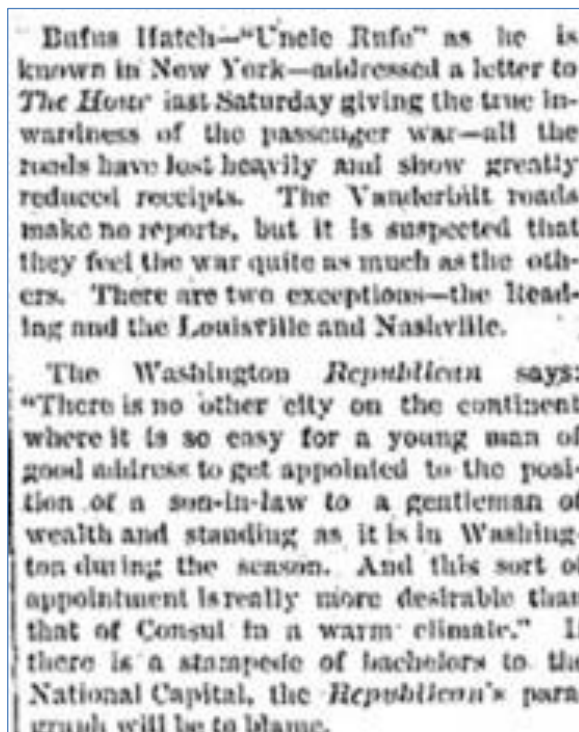 Rufus Hatch—"Uncle Rufe" as he is
known in New York—addressed a letter to
The Hour last Saturday giving the true in-
wardness of the passenger war—all the
roads have lost heavily and show greatly
reduced receipts. The Vanderbilt roads
make no reports, but it is suspected that
they feel the war quite as much as the oth-
ers. There are two exceptions—the Read-
ing and the Louisville and Nashville.
The Washington Republican says:
"There is no other city on the continent
where it is so easy for a young man of
good address to get appointed to the posi-
tion of a son-in-law to a gentleman of
wealth and standing as it is in Washing-
ton during the season. And this sort of
appointment is really more desirable than
that of Consul in a warm climate." If
there is a stampede of bachelors to the
National Capital, the Republican's para
graph will be to blame.